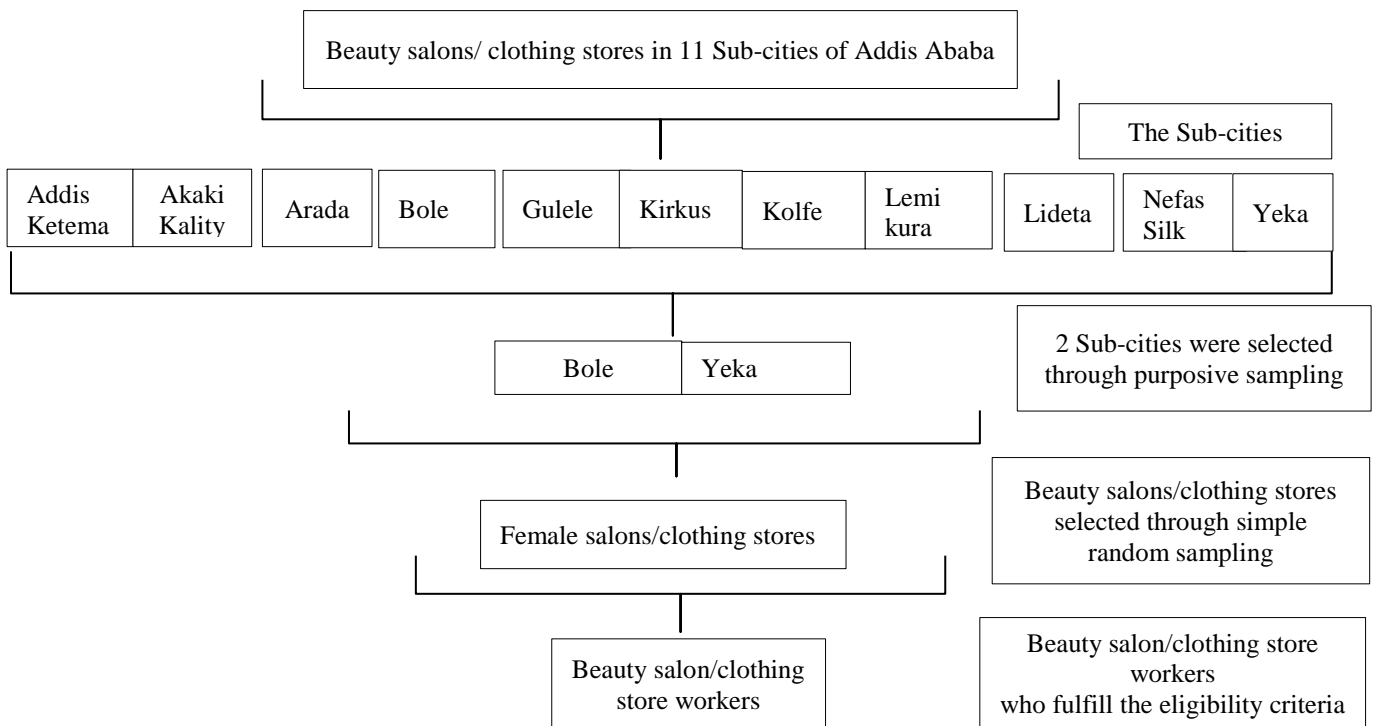 Beauty salons/ clothing stores in 11 Sub-cities of Addis Ababa
The Sub-cities
Addis
Ketema
Akaki
Kality
Arada
Bole
Gulele
Kirkus
Kolfe
Lemi
kura
Lideta
Nefas
Silk
Yeka
Bole
Yeka
2 Sub-cities were selected
through purposive sampling
Female salons/clothing stores
Beauty salons/clothing stores
selected through simple
random sampling
Beauty salon/clothing
store workers
Beauty salon/clothing store
workers
who fulfill the eligibility criteria